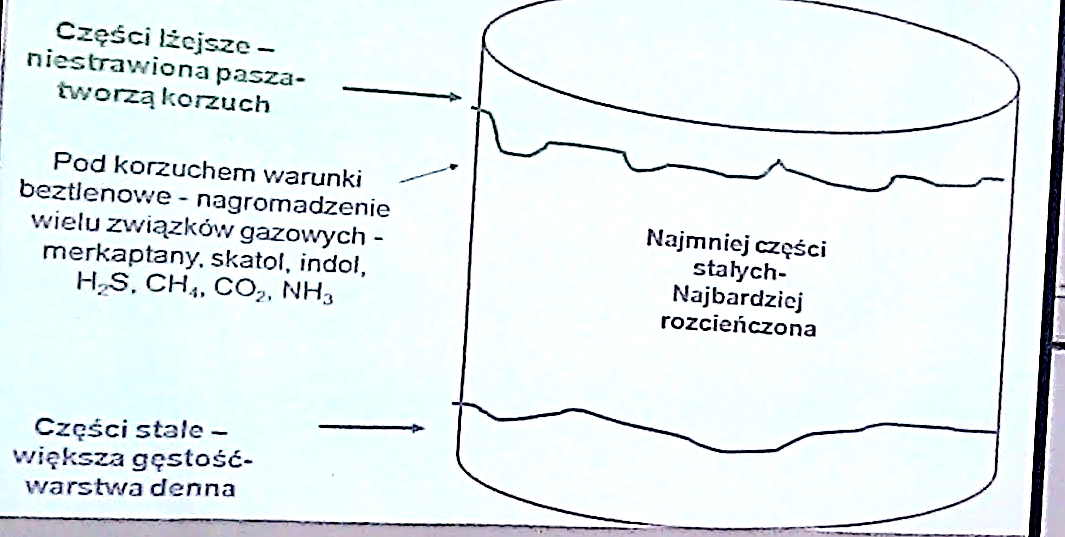 Części lżejsze –
niestrawiona pasza-
tworzą korzuch
Pod korzuchem warunki
beztlenowe - nagromadzenie
wielu związków gazowych -
merkaptany, skatol, indol,
H₂S, CH₄, CO₂, NH₃
Najmniej części
stałych-
Najbardziej
rozcieńczona
Części stałe –
większa gęstość-
warstwa denna